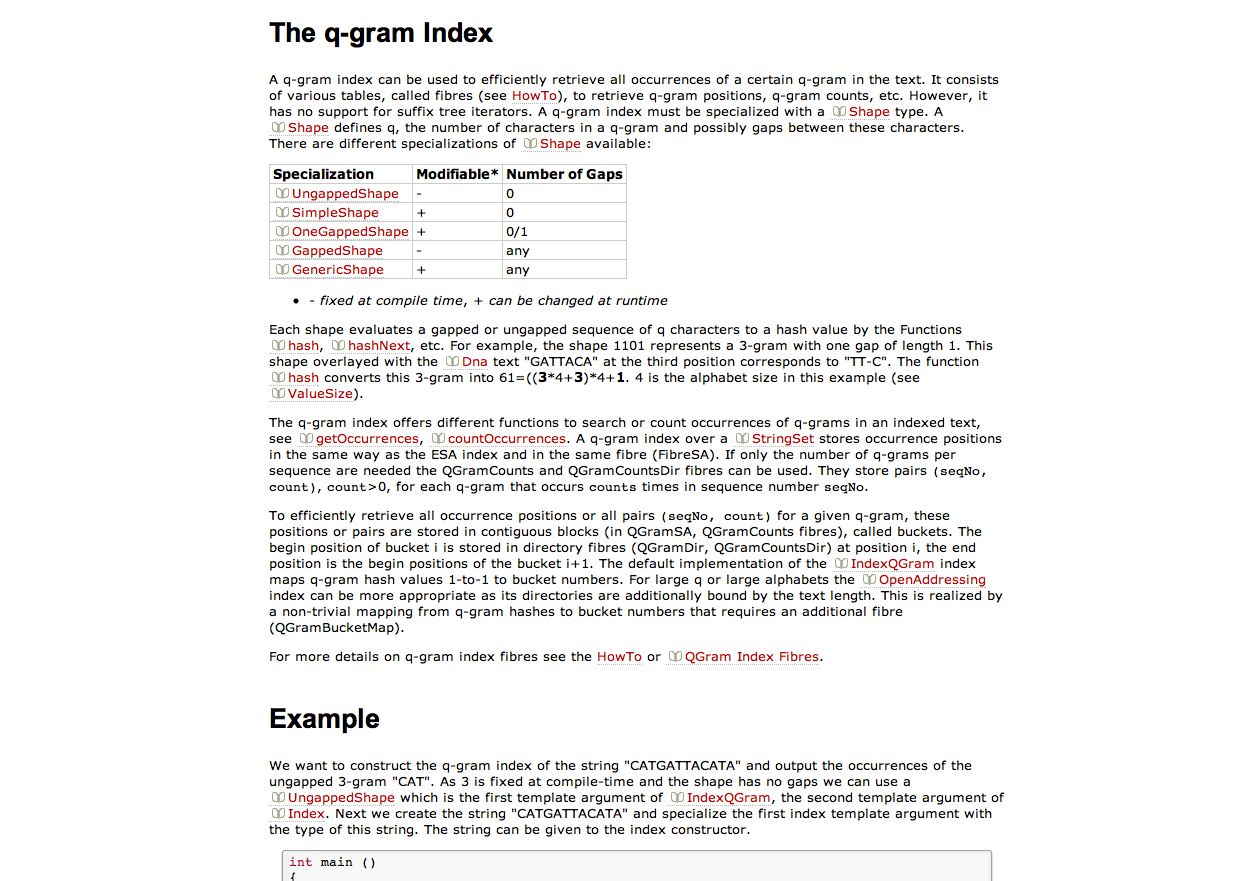 The q-gram Index
A q-gram index can be used to efficiently retrieve all occurrences of a certain q-gram in the text. It consists
of various tables, called fibres (see HowTo), to retrieve q-gram positions, q-gram counts, etc. However, it
has no support for suffix tree iterators. A q-gram index must be specialized with a Shape type. A
Shape defines q, the number of characters in a q-gram and possibly gaps between these characters.
There are different specializations of Shape available:
Specialization Modifiable* Number of Gaps
UngappedShape - 0
SimpleShape + 0
OneGappedShape + 0/1
GappedShape - any
GenericShape + any
• - fixed at compile time, + can be changed at runtime
Each shape evaluates a gapped or ungapped sequence of q characters to a hash value by the Functions
hash, hashNext, etc. For example, the shape 1101 represents a 3-gram with one gap of length 1. This
shape overlayed with the Dna text "GATTACA" at the third position corresponds to "TT-C". The function
hash converts this 3-gram into 61=((3*4+3)*4+1. 4 is the alphabet size in this example (see
ValueSize).
The q-gram index offers different functions to search or count occurrences of q-grams in an indexed text,
see getOccurrences, countOccurrences. A q-gram index over a StringSet stores occurrence positions
in the same way as the ESA index and in the same fibre (FibreSA). If only the number of q-grams per
sequence are needed the QGramCounts and QGramCountsDir fibres can be used. They store pairs (seqNo,
count), count>0, for each q-gram that occurs counts times in sequence number seqNo.
To efficiently retrieve all occurrence positions or all pairs (seqNo, count) for a given q-gram, these
positions or pairs are stored in contiguous blocks (in QGramSA, QGramCounts fibres), called buckets. The
begin position of bucket i is stored in directory fibres (QGramDir, QGramCountsDir) at position i, the end
position is the begin positions of the bucket i+1. The default implementation of the IndexQGram index
maps q-gram hash values 1-to-1 to bucket numbers. For large q or large alphabets the OpenAddressing
index can be more appropriate as its directories are additionally bound by the text length. This is realized by
a non-trivial mapping from q-gram hashes to bucket numbers that requires an additional fibre
(QGramBucketMap).
For more details on q-gram index fibres see the HowTo or QGram Index Fibres.
Example
We want to construct the q-gram index of the string "CATGATTACATA" and output the occurrences of the
ungapped 3-gram "CAT". As 3 is fixed at compile-time and the shape has no gaps we can use a
UngappedShape which is the first template argument of IndexQGram, the second template argument of
Index. Next we create the string "CATGATTACATA" and specialize the first index template argument with
the type of this string. The string can be given to the index constructor.
int main ()
{